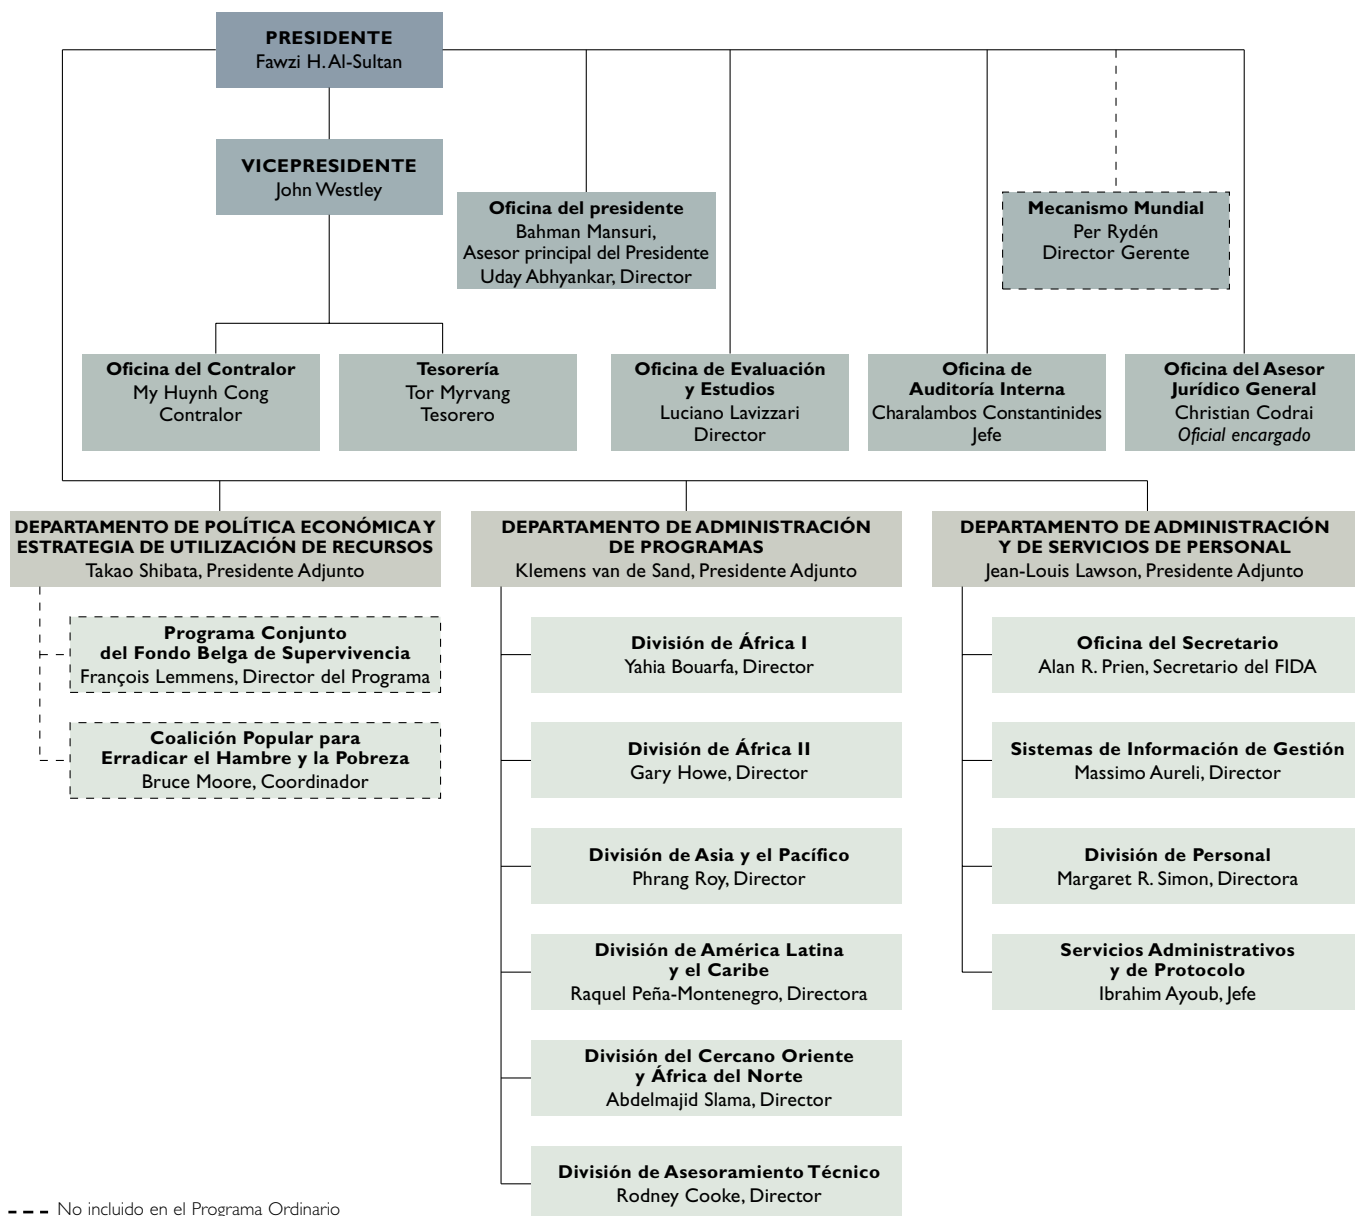 PRESIDENTE
Fawzi H. Al-Sultan
VICEPRESIDENTE
John Westley
Oficina del presidente
Bahman Mansuri,
Asesor principal del Presidente
Uday Abhyankar, Director
Mecanismo Mundial
Per Rydén
Director Gerente
Oficina del Contralor
My Huynh Cong
Contralor
Tesorería
Tor Myrvang
Tesorero
Oficina de Evaluación
y Estudios
Luciano Lavizzari
Director
Oficina de
Auditoría Interna
Charalambos Constantinides
Jefe
Oficina del Asesor
Jurídico General
Christian Codrai
Oficial encargado
DEPARTAMENTO DE POLÍTICA ECONÓMICA Y
ESTRATEGIA DE UTILIZACIÓN DE RECURSOS
Takao Shibata, Presidente Adjunto
Programa Conjunto
del Fondo Belga de Supervivencia
François Lemmens, Director del Programa
Coalición Popular para
Erradicar el Hambre y la Pobreza
Bruce Moore, Coordinador
DEPARTAMENTO DE ADMINISTRACIÓN
DE PROGRAMAS
Klemens van de Sand, Presidente Adjunto
División de África I
Yahia Bouarfa, Director
División de África II
Gary Howe, Director
División de Asia y el Pacífico
Phrang Roy, Director
División de América Latina
y el Caribe
Raquel Peña-Montenegro, Directora
División del Cercano Oriente
y África del Norte
Abdelmajid Slama, Director
División de Asesoramiento Técnico
Rodney Cooke, Director
DEPARTAMENTO DE ADMINISTRACIÓN
Y DE SERVICIOS DE PERSONAL
Jean-Louis Lawson, Presidente Adjunto
Oficina del Secretario
Alan R. Prien, Secretario del FIDA
Sistemas de Información de Gestión
Massimo Aureli, Director
División de Personal
Margaret R. Simon, Directora
Servicios Administrativos
y de Protocolo
Ibrahim Ayoub, Jefe
No incluido en el Programa Ordinario